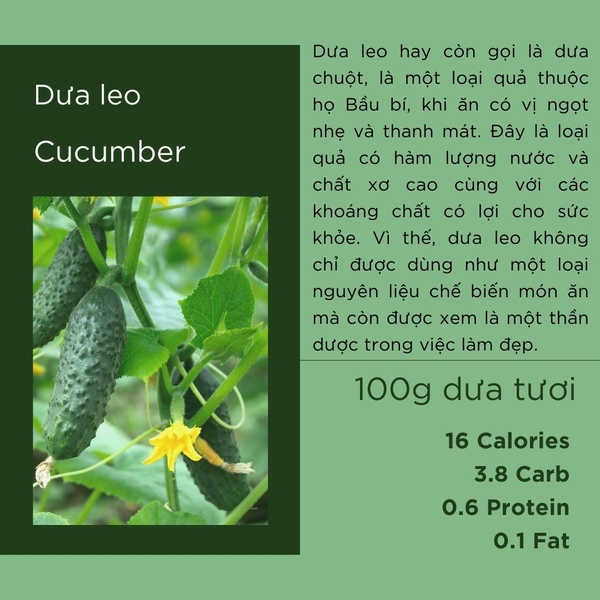 Dưa leo
Cucumber
Dưa leo hay còn gọi là dưa
chuột, là một loại quả thuộc
họ Bầu bí, khi ăn có vị ngọt
nhẹ và thanh mát. Đây là loại
quả có hàm lượng nước và
chất xơ cao cùng với các
khoáng chất có lợi cho sức
khỏe. Vì thế, dưa leo không
chỉ được dùng như một loại
nguyên liệu chế biến món ăn
mà còn được xem là một thần
dược trong việc làm đẹp.
100g dưa tươi
16 Calories
3.8 Carb
0.6 Protein
0.1 Fat